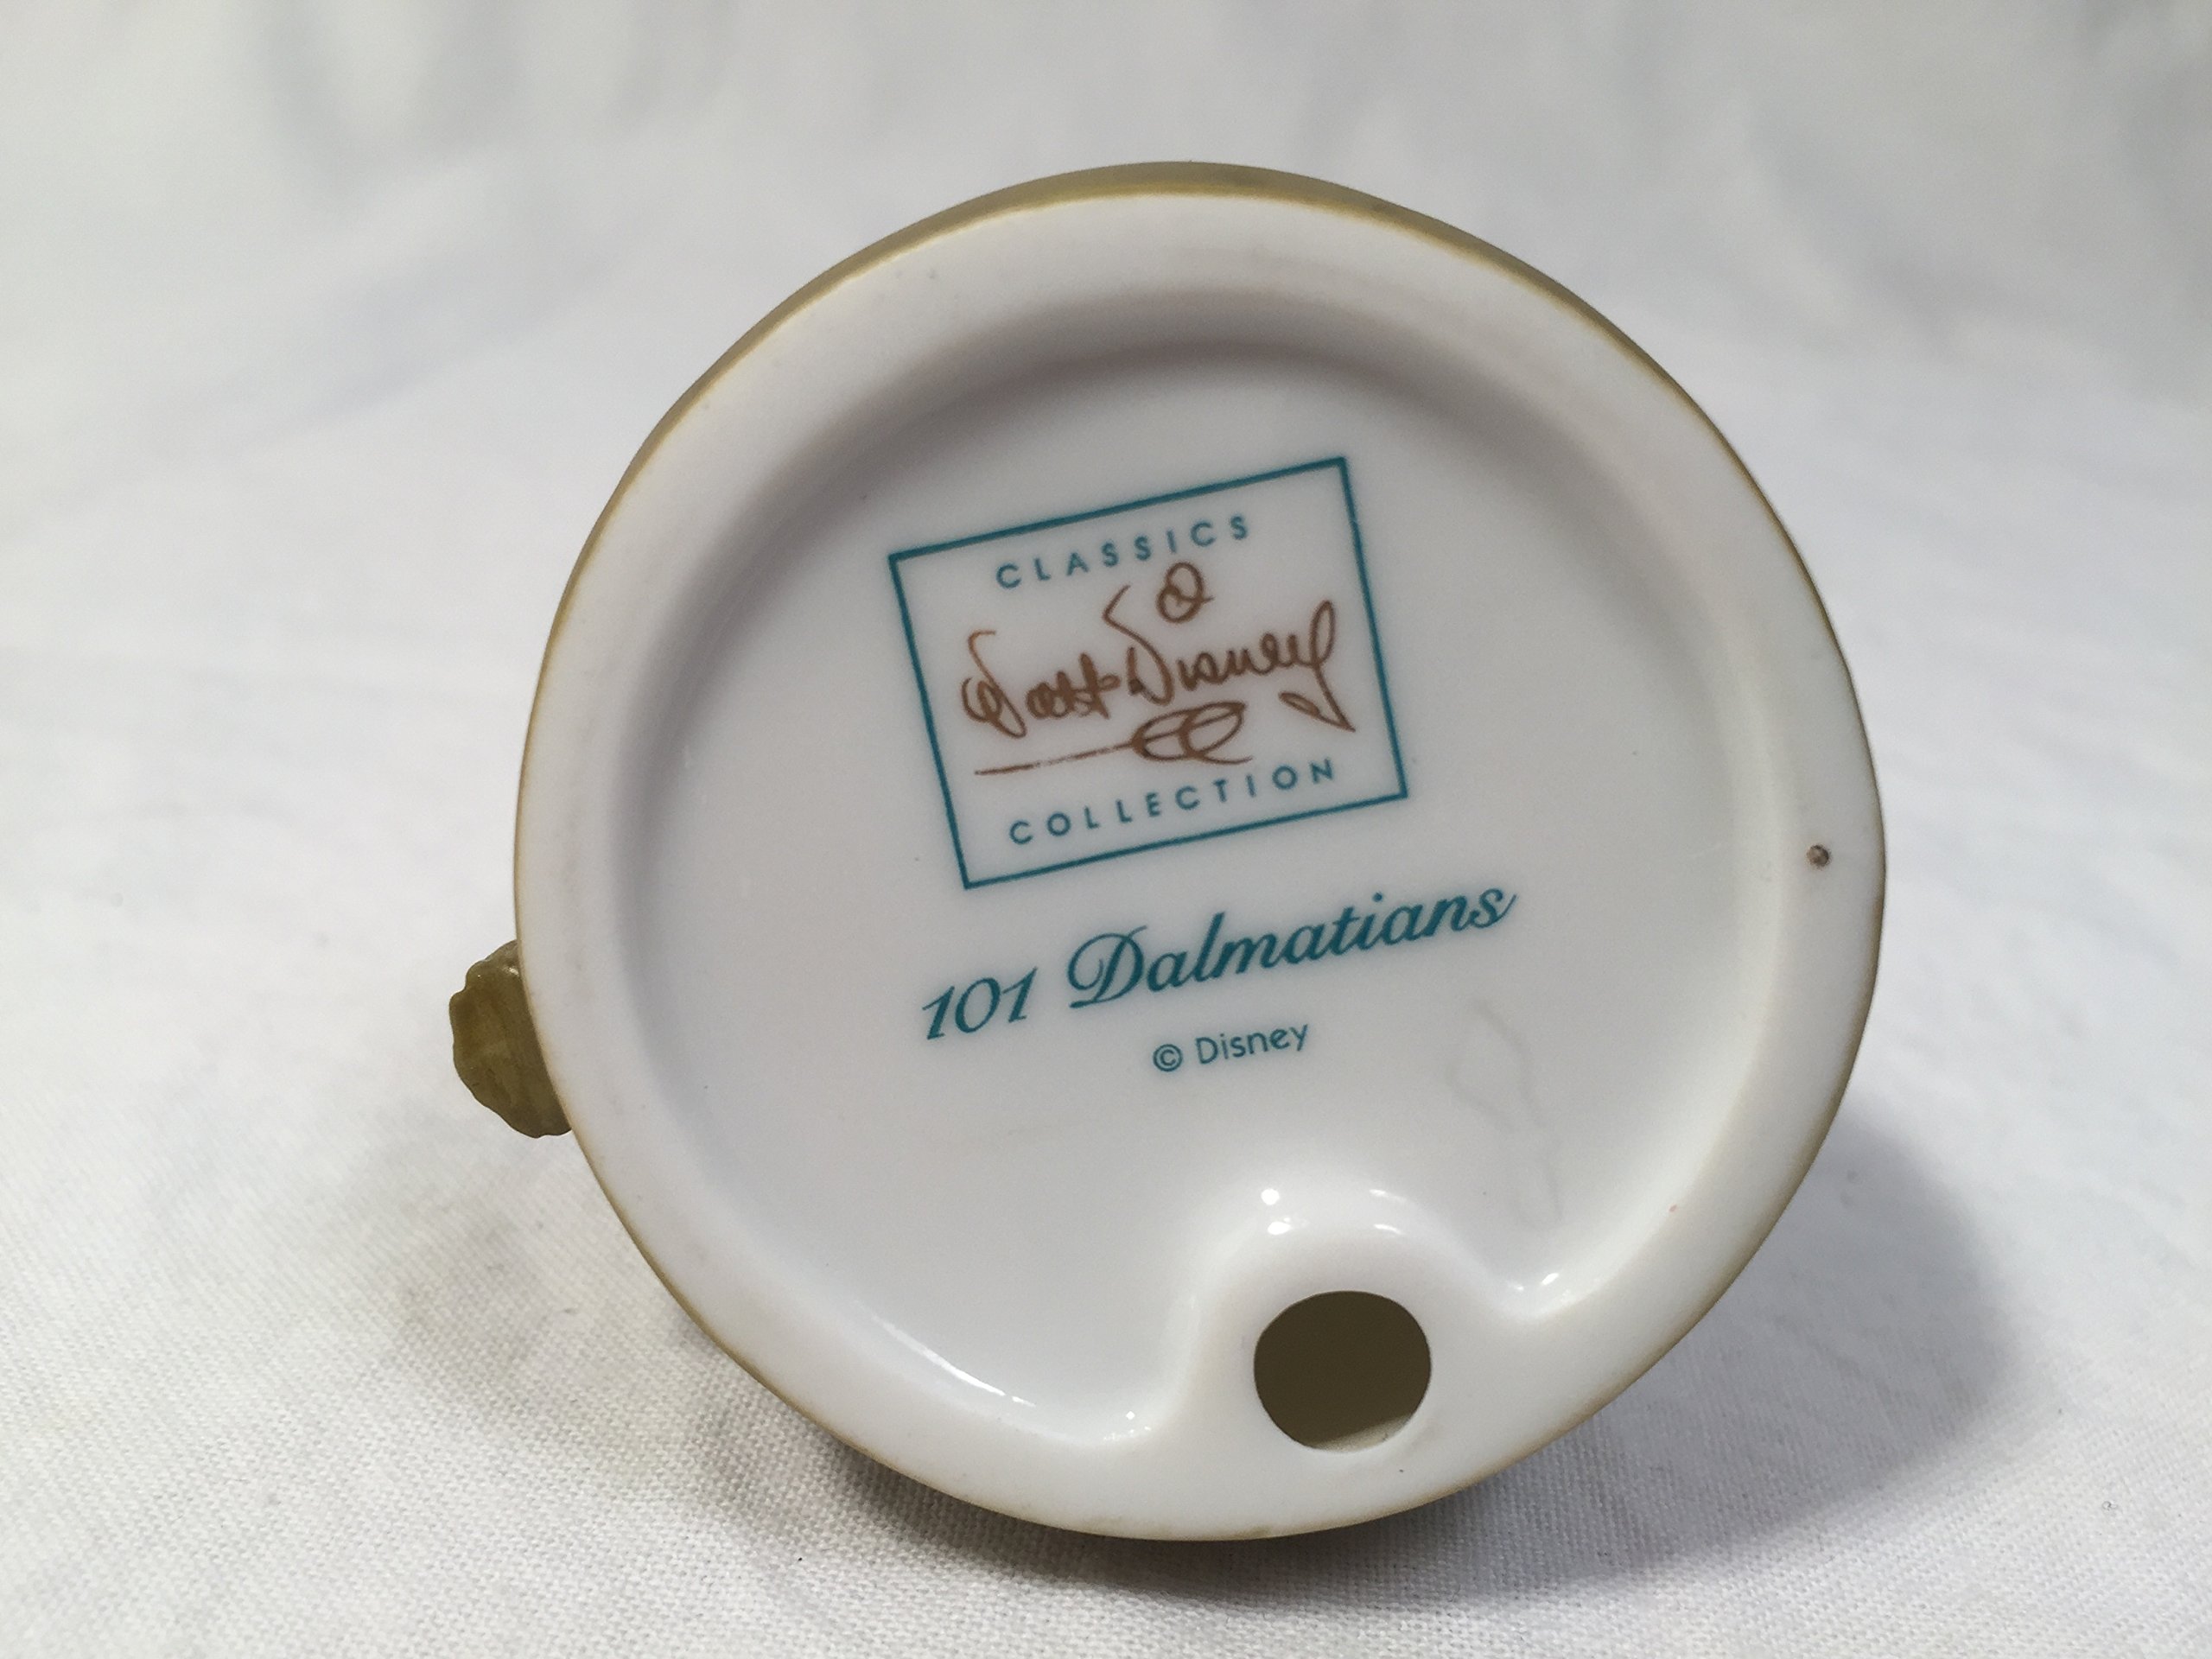 CLASSICS
Walt Disney
COLLECTION
101 Dalmatians
© Disney